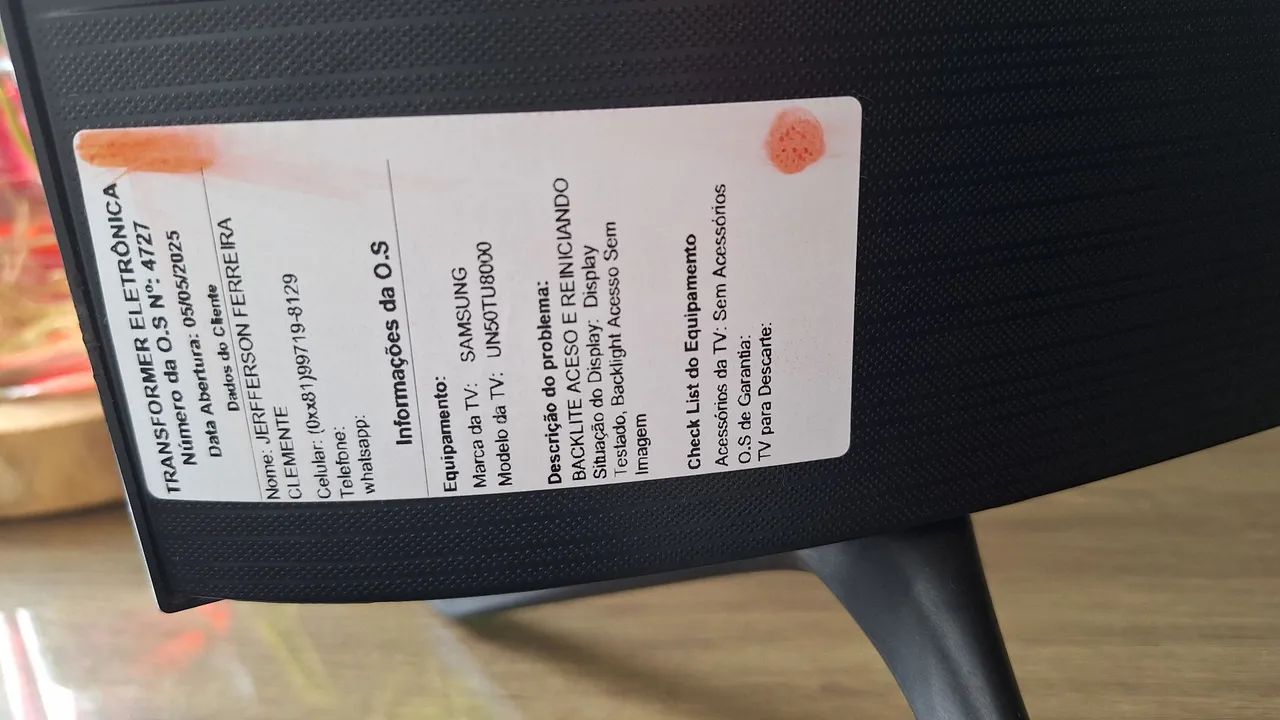 TRANSFORMER ELETRÔNICA
Número da O.S Nº: 4727
Data Abertura: 05/05/2025
Dados do Cliente
Nome: JERFFERSON FERREIRA
CLEMENTE
Celular: (0xx81)99719-8129
Telefone:
whatsapp:
Informações da O.S
Equipamento:
Marca da TV: SAMSUNG
Modelo da TV: UN50TU8000
Descrição do problema:
BACKLITE ACESO E REINICIANDO
Situação do Display: Display
Testado, Backlight Acesso Sem
Imagem
Check List do Equipamento
Acessórios da TV: Sem Acessórios
O.S de Garantia:
TV para Descarte: